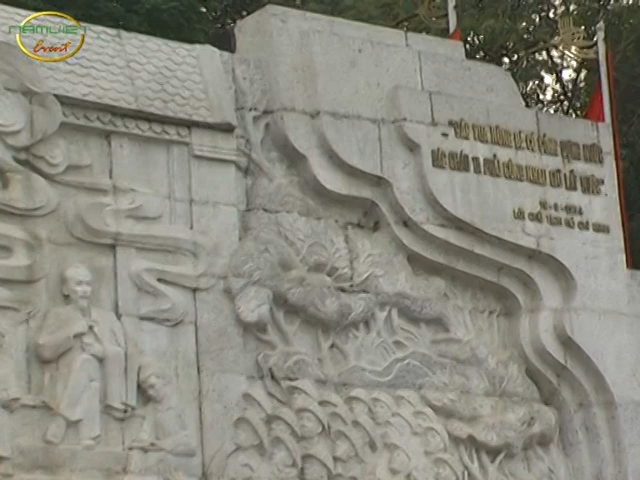 NAMVIET
Event
"CÁC VUA HÙNG ĐÃ CÓ CÔNG DỰNG NƯỚC
BÁC CHÁU TA PHẢI CÙNG NHAU GIỮ LẤY NƯỚC".
19-9-1954
LỜI CHỦ TỊCH HỒ CHÍ MINH